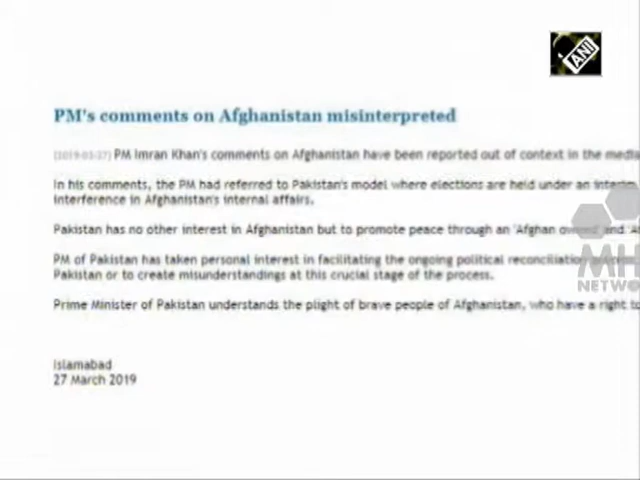 ANI
PM's comments on Afghanistan misinterpreted
(2019-03-27) PM Imran Khan's comments on Afghanistan have been reported out of context in the media
In his comments, the PM had referred to Pakistan's model where elections are held under an
interference in Afghanistan's internal affairs.
Pakistan has no other interest in Afghanistan but to promote peace through an 'Afghan owned' and
PM of Pakistan has taken personal interest in facilitating the ongoing political reconciliation
Pakistan or to create misunderstandings at this crucial stage of the process.
Prime Minister of Pakistan understands the plight of brave people of Afghanistan, who have a right to
MH
NETWO
Islamabad
27 March 2019